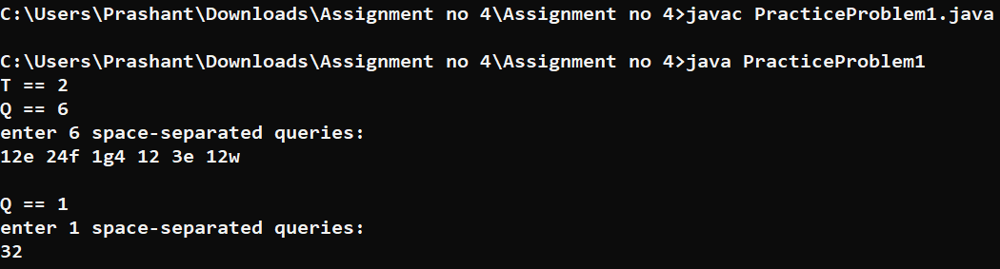 C:\Users\Prashant\Downloads\Assignment no 4\Assignment no 4>javac PracticeProblem1.java
C:\Users\Prashant\Downloads\Assignment no 4\Assignment no 4>java PracticeProblem1
T == 2
Q == 6
enter 6 space-separated queries:
12e 24f 1g4 12 3e 12w
Q == 1
enter 1 space-separated queries:
32